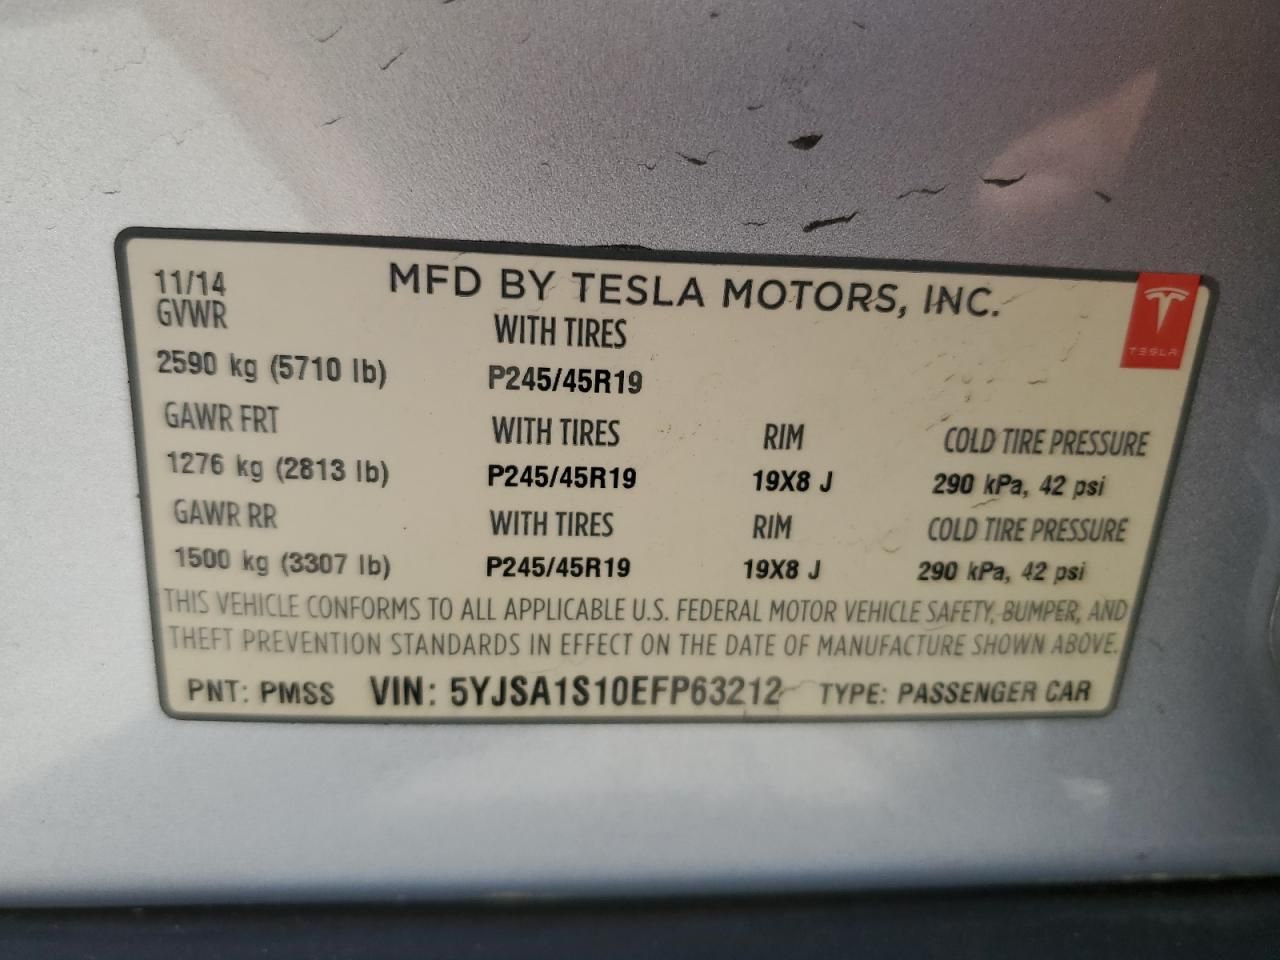 11/14 MFD BY TESLA MOTORS, INC.
GVWR WITH TIRES
TESLA
2590 kg (5710 lb) P245/45R19
GAWR FRT WITH TIRES RIM COLD TIRE PRESSURE
1276 kg (2813 lb) P245/45R19 19X8 J 290 kPa, 42 psi
GAWR RR WITH TIRES RIM COLD TIRE PRESSURE
1500 kg (3307 lb) P245/45R19 19X8 J 290 kPa, 42 psi
THIS VEHICLE CONFORMS TO ALL APPLICABLE U.S. FEDERAL MOTOR VEHICLE SAFETY, BUMPER, AND
THEFT PREVENTION STANDARDS IN EFFECT ON THE DATE OF MANUFACTURE SHOWN ABOVE.
PNT: PMSS VIN: 5YJSA1S10EFP63212 TYPE: PASSENGER CAR